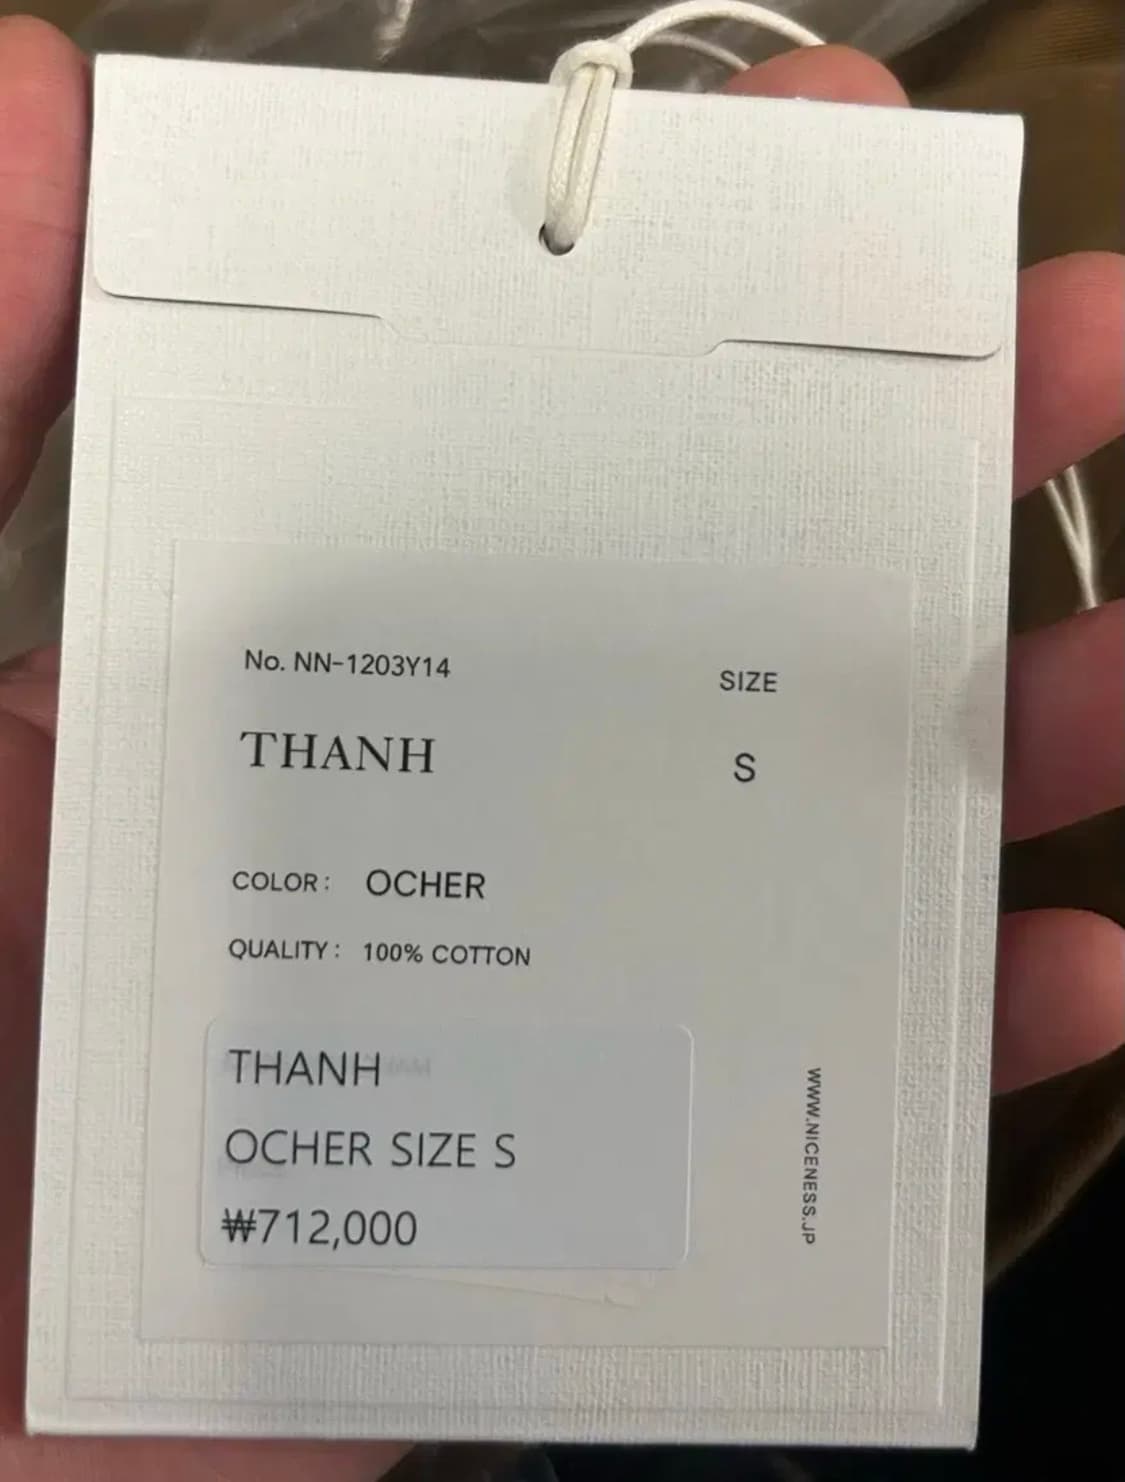 No. NN-1203Y14
SIZE
THANH
S
COLOR: OCHER
QUALITY: 100% COTTON
THANH
OCHER SIZE S
₩712,000
WWW.NICENESS.JP